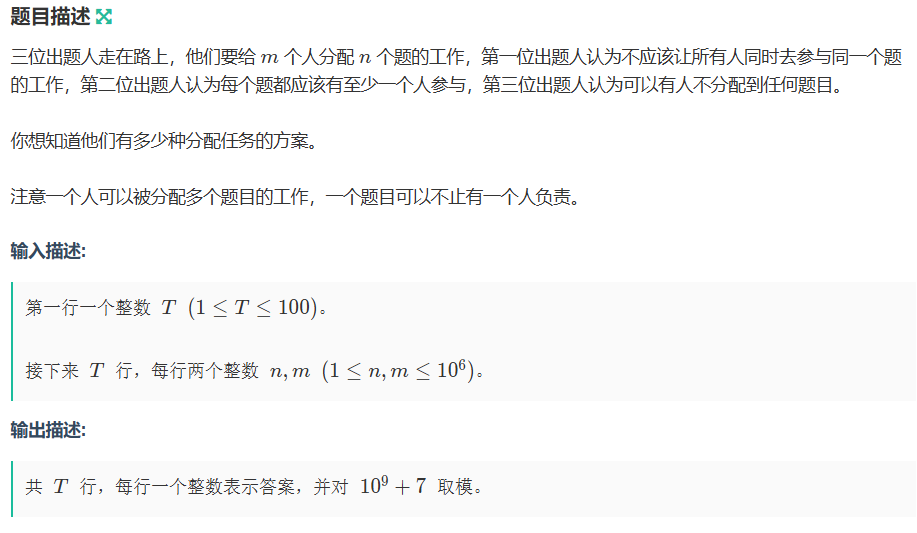 题目描述
三位出题人走在路上，他们要给 m 个人分配 n 个题的工作，第一位出题人认为不应该让所有人同时去参与同一个题
的工作，第二位出题人认为每个题都应该有至少一个人参与，第三位出题人认为可以有人不分配到任何题目。
你想知道他们有多少种分配任务的方案。
注意一个人可以被分配多个题目的工作，一个题目可以不止有一个人负责。
输入描述:
第一行一个整数 T (1 ≤ T ≤ 100)。
接下来 T 行，每行两个整数 n, m (1 ≤ n, m ≤ 10⁶)。
输出描述:
共 T 行，每行一个整数表示答案，并对 10⁹ + 7 取模。